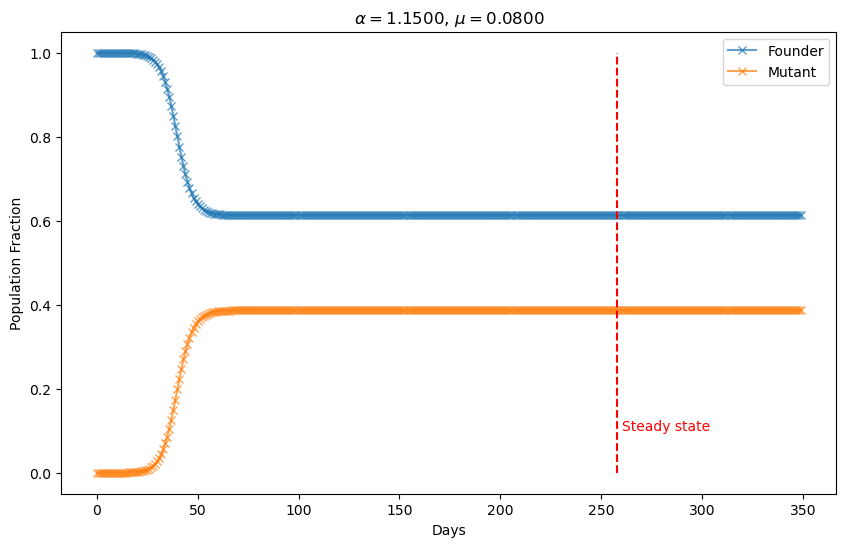 α = 1.1500, μ = 0.0800
Founder
Mutant
Population Fraction
1.0
0.8
0.6
0.4
0.2
0.0
Steady state
0 50 100 150 200 250 300 350
Days